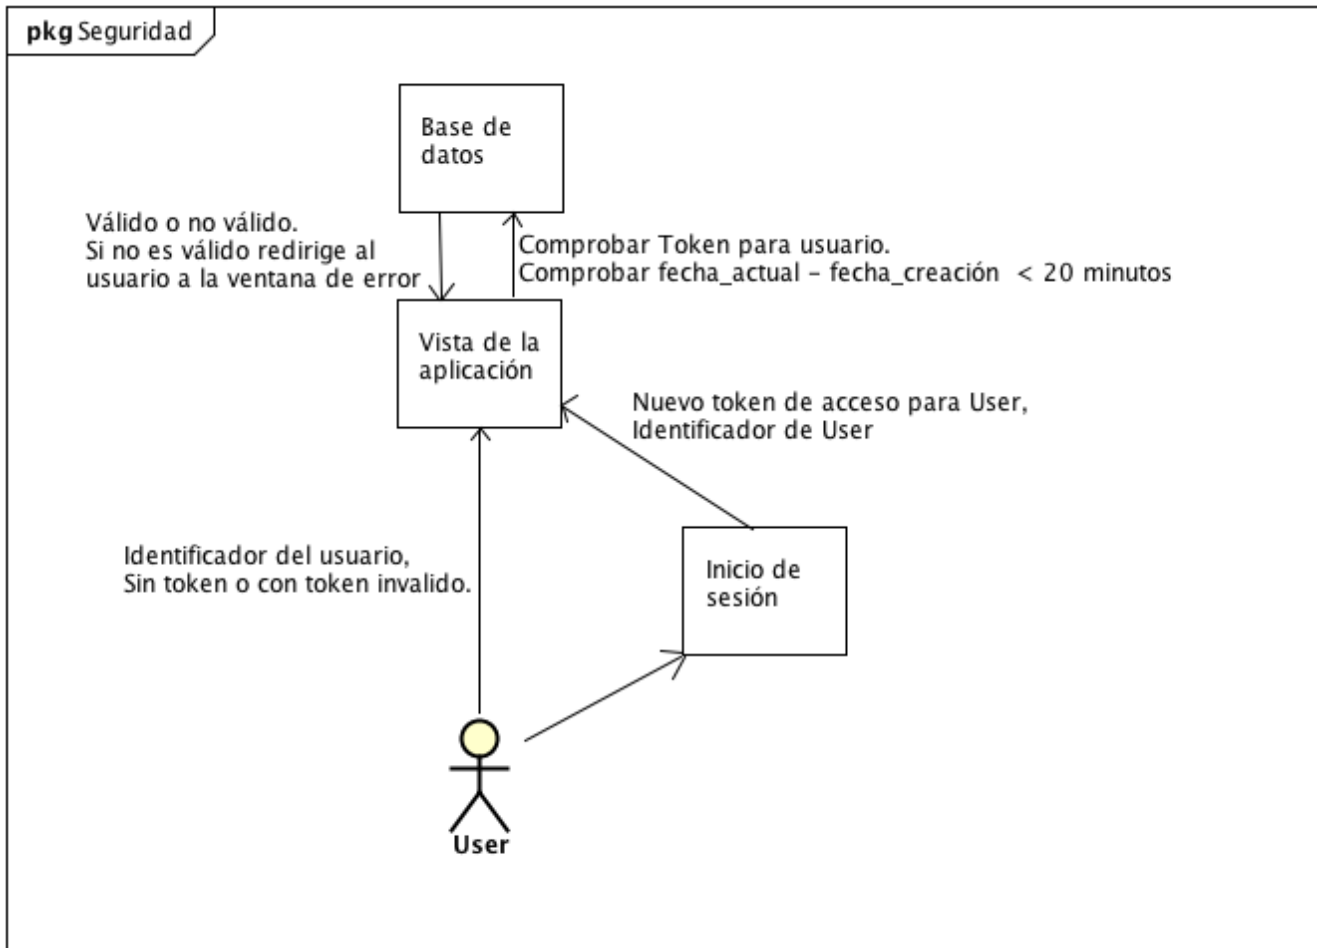 pkg Seguridad
Base de
datos
Válido o no válido.
Si no es válido redirige al
usuario a la ventana de error
Comprobar Token para usuario.
Comprobar fecha_actual - fecha_creación < 20 minutos
Vista de la
aplicación
Nuevo token de acceso para User,
Identificador de User
Identificador del usuario,
Sin token o con token invalido.
Inicio de
sesión
User